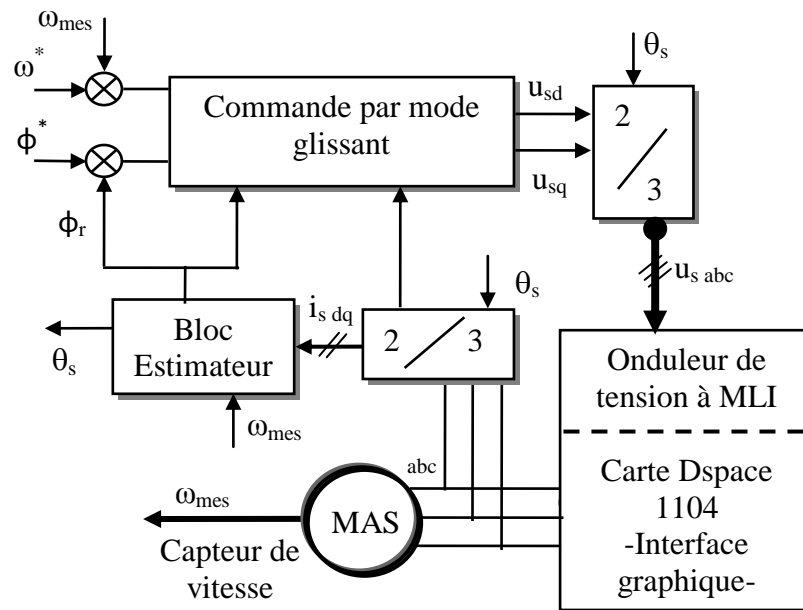 ω_mes
ω*
ϕ*
ϕ_r
Commande par mode
glissant
u_sd
u_sq
θ_s
2
3
u_s abc
θ_s
i_s dq
2
3
θ_s
Bloc
Estimateur
ω_mes
Onduleur de
tension à MLI
Carte Dspace
1104
-Interface
graphique-
abc
MAS
ω_mes
Capteur de
vitesse